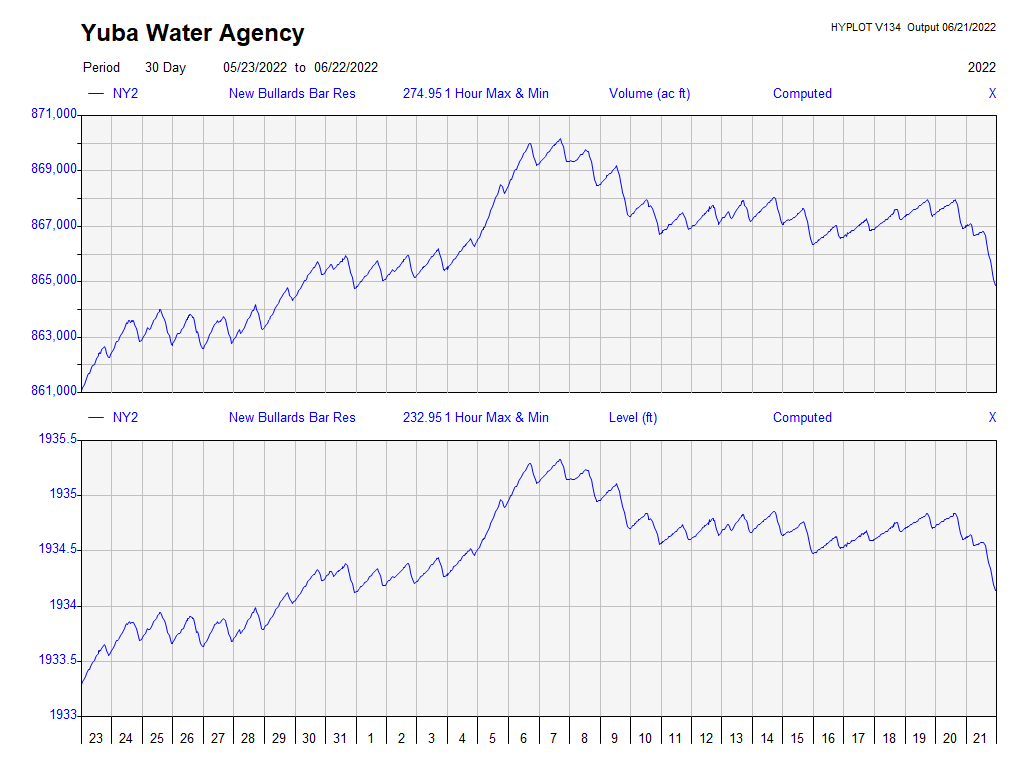 Yuba Water Agency
HYPLOT V134 Output 06/21/2022
Period 30 Day 05/23/2022 to 06/22/2022 2022
NY2 New Bullards Bar Res 274.95 1 Hour Max & Min Volume (ac ft) Computed X
871,000
869,000
867,000
865,000
863,000
861,000
NY2 New Bullards Bar Res 232.95 1 Hour Max & Min Level (ft) Computed X
1935.5
1935
1934.5
1934
1933.5
1933
23 24 25 26 27 28 29 30 31 1 2 3 4 5 6 7 8 9 10 11 12 13 14 15 16 17 18 19 20 21